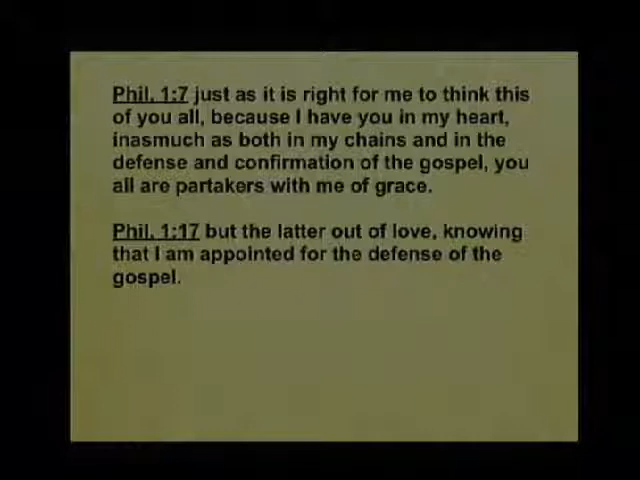 Phil. 1:7 just as it is right for me to think this
of you all, because I have you in my heart,
inasmuch as both in my chains and in the
defense and confirmation of the gospel, you
all are partakers with me of grace.
Phil. 1:17 but the latter out of love, knowing
that I am appointed for the defense of the
gospel.